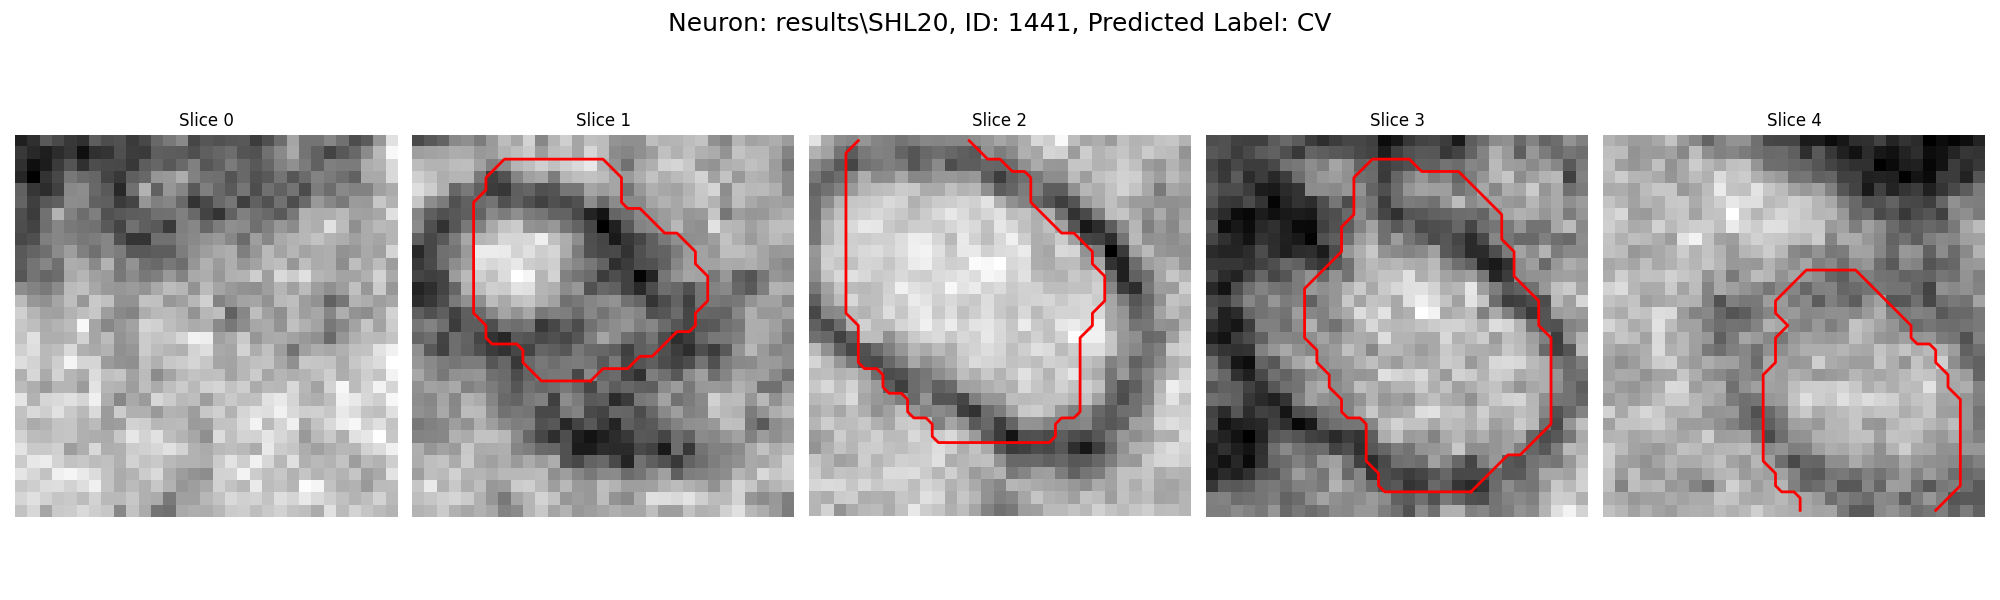 Neuron: results\SHL20, ID: 1441, Predicted Label: CV
Slice 0
Slice 1
Slice 2
Slice 3
Slice 4